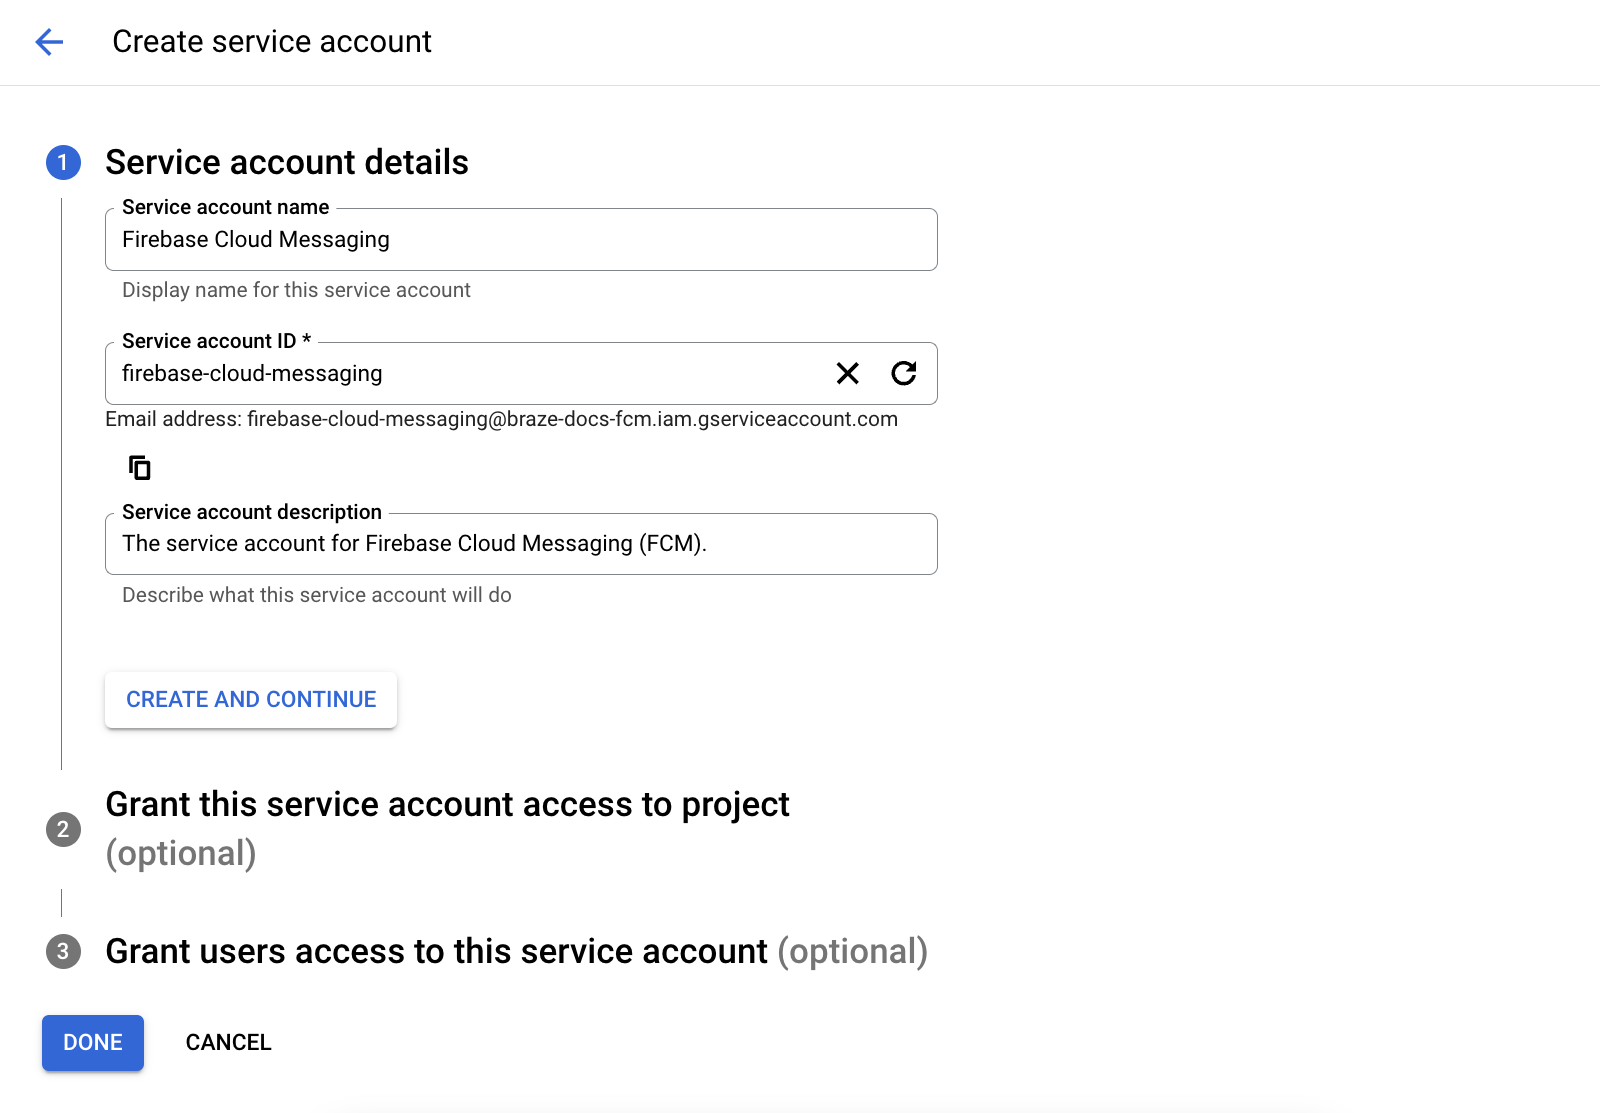 Create service account
1 Service account details
Service account name
Firebase Cloud Messaging
Display name for this service account
Service account ID *
firebase-cloud-messaging
Email address: firebase-cloud-messaging@braze-docs-fcm.iam.gserviceaccount.com
Service account description
The service account for Firebase Cloud Messaging (FCM).
Describe what this service account will do
CREATE AND CONTINUE
2 Grant this service account access to project
(optional)
3 Grant users access to this service account (optional)
DONE CANCEL